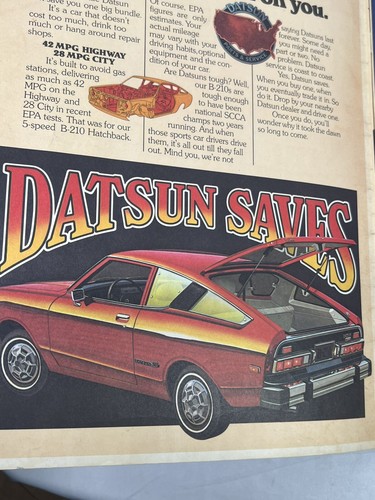 on you.
save you one big bundle.
It's a car that doesn't
cost too much, drink too
much or hang around repair
shops.
42 MPG HIGHWAY
28 MPG CITY
It's built to avoid gas
stations, delivering
as much as 42
MPG on the
Highway and
28 City in recent
EPA tests. That was for our
5-speed B-210 Hatchback.
Of course, EPA
figures are only
estimates. Your
actual mileage
may vary with your
driving habits, optional
equipment and the con-
dition of your car.
Are Datsuns tough? Well,
our B-210s are
tough enough
to have been
national SCCA
champs two years
running. And when
those sports car drivers drive
them, it's all out till they fall
out. Mind you, we're not
DATSUN
SALES & SERVICE
saying Datsuns last
forever. Some day
you might need a
part or two. No
problem. Datsun
service is coast to coast.
Yes, Datsun saves.
When you buy one, when
you eventually trade it in. So
do it. Drop by your nearby
Datsun dealer and drive one.
Once you do, you'll
wonder why it took the dawn
so long to come.
DATSUN SAVES